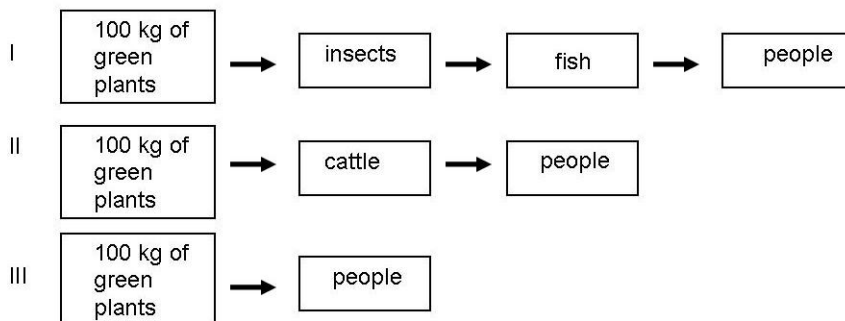 I
100 kg of
green
plants
insects
fish
people
II
100 kg of
green
plants
cattle
people
III
100 kg of
green
plants
people